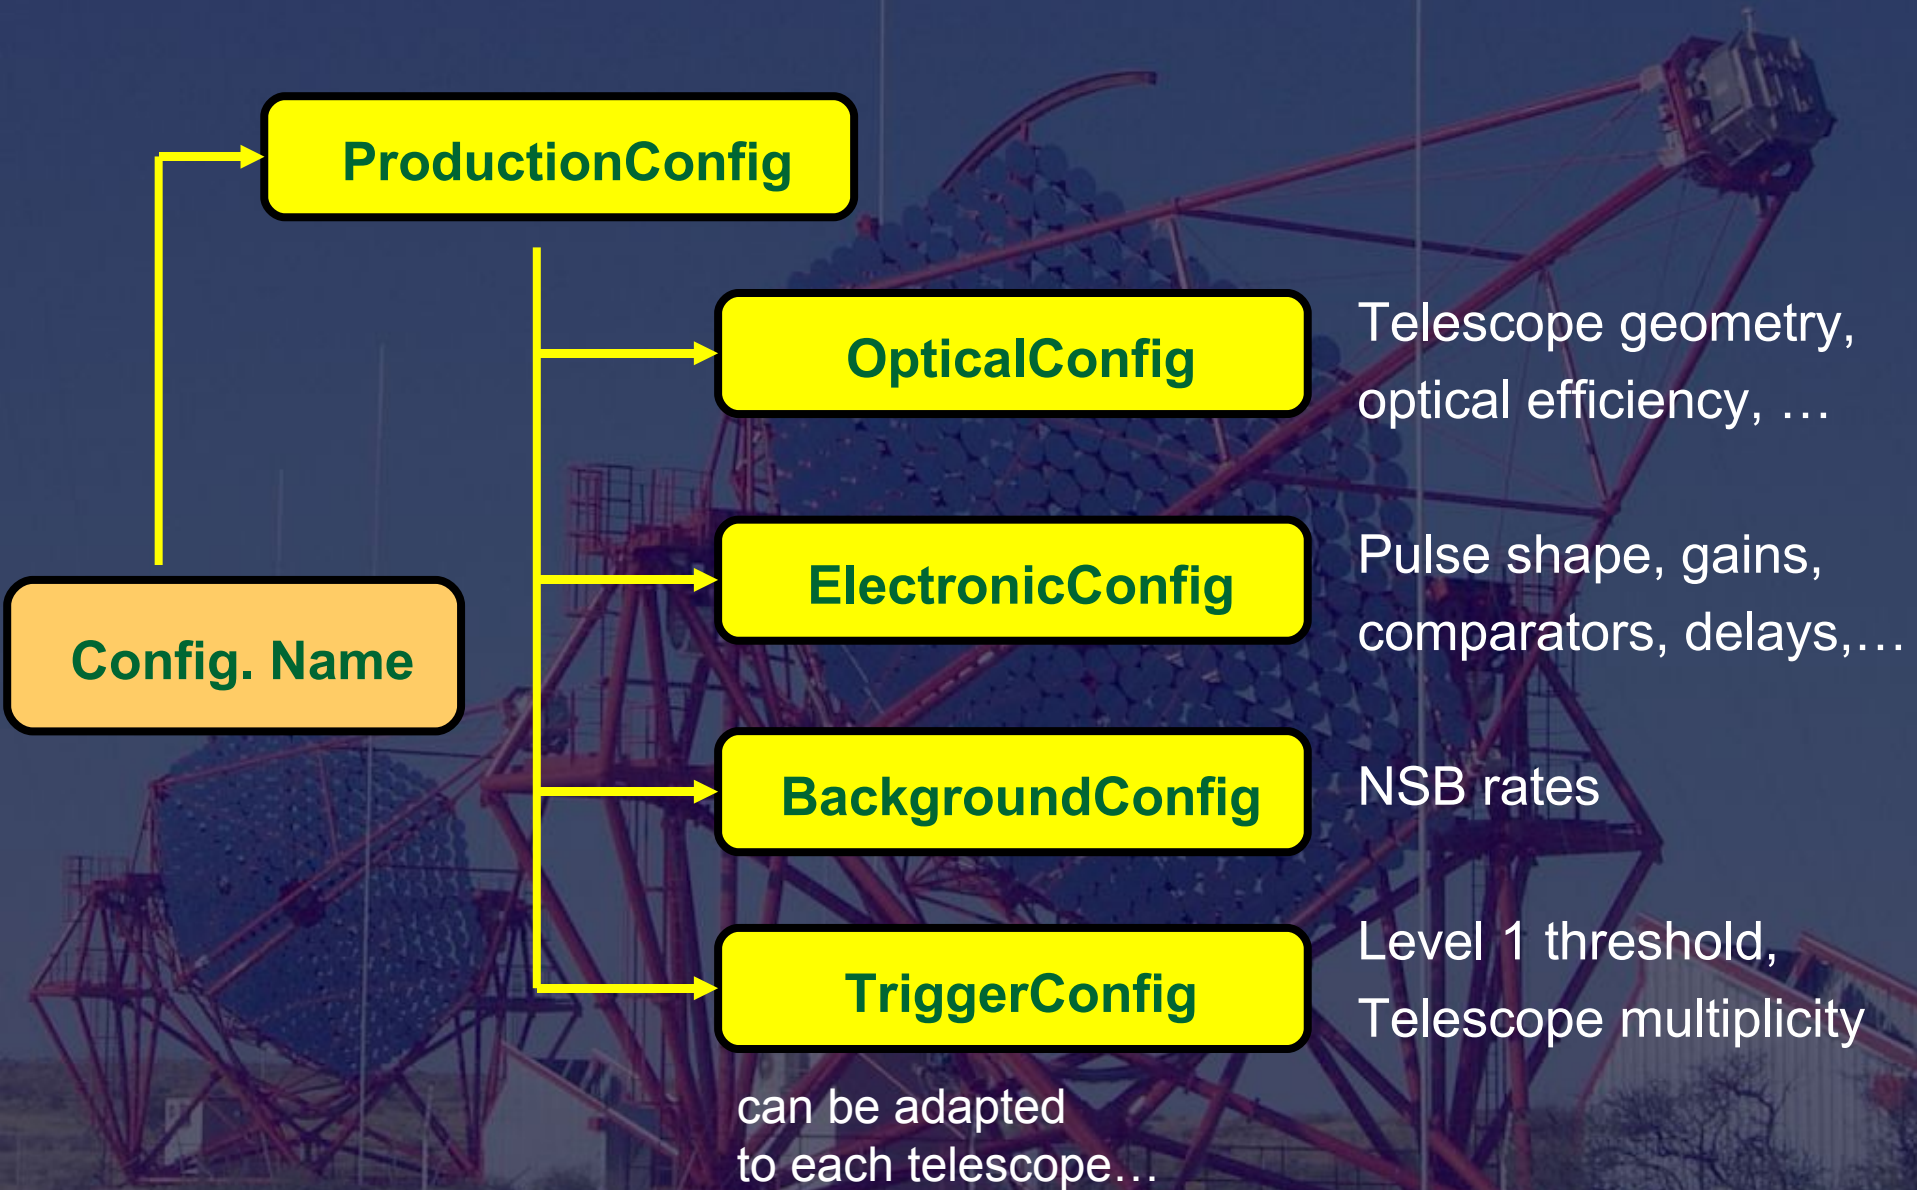 ProductionConfig
Telescope geometry,
OpticalConfig
optical efficiency, …
Pulse shape, gains,
ElectronicConfig
comparators, delays,…
Config. Name
BackgroundConfig
NSB rates
Level 1 threshold,
TriggerConfig
Telescope multiplicity
can be adapted
to each telescope…